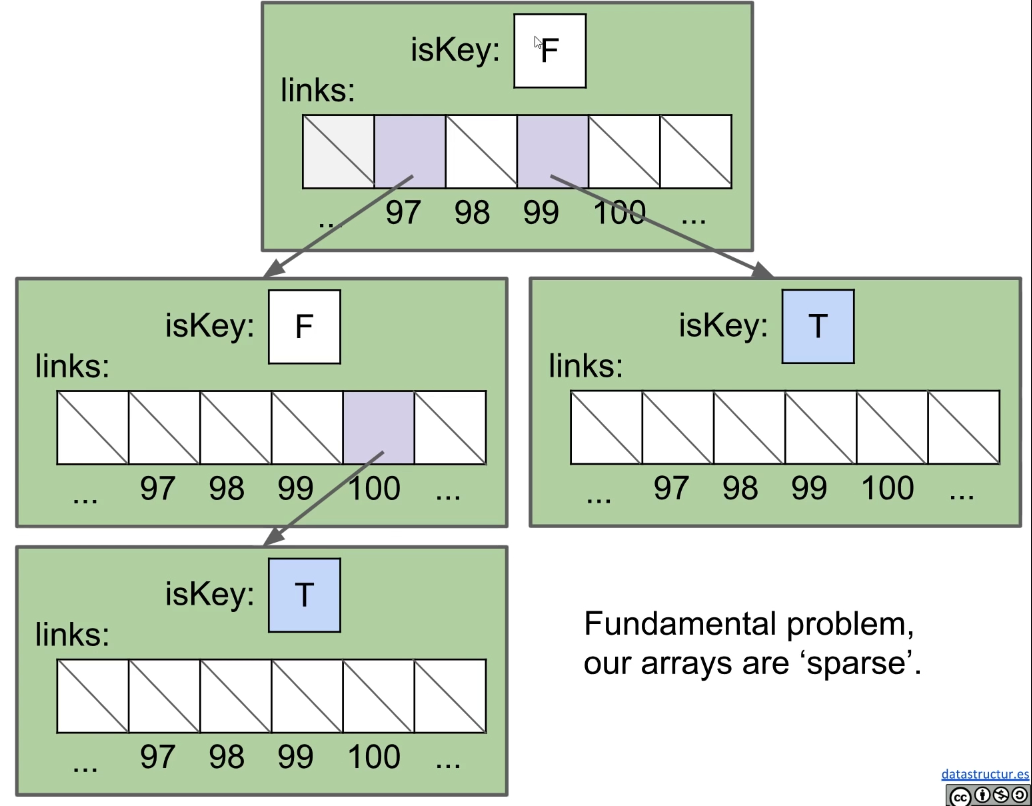 isKey: F
links:
... 97 98 99 100 ...
isKey: F
links:
... 97 98 99 100 ...
isKey: T
links:
... 97 98 99 100 ...
isKey: T
links:
... 97 98 99 100 ...
Fundamental problem,
our arrays are ‘sparse’.
datastructur.es
cc